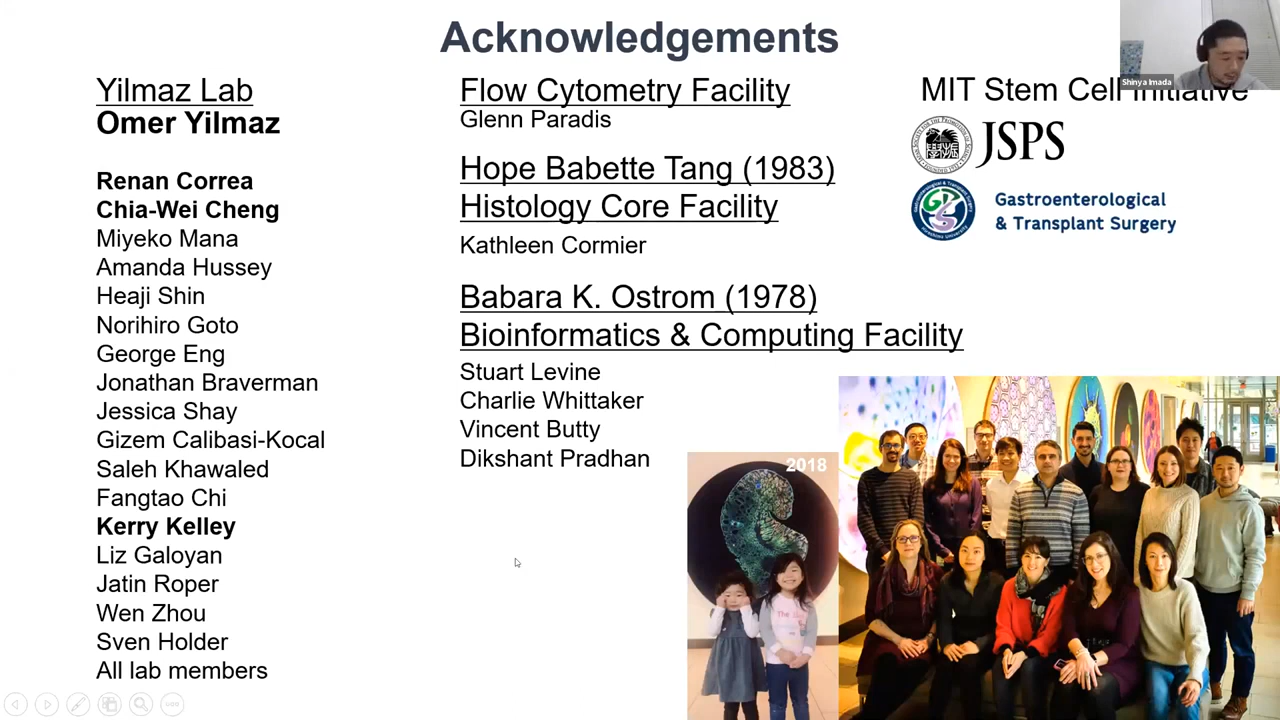 Acknowledgements
Yilmaz Lab
Omer Yilmaz
Renan Correa
Chia-Wei Cheng
Miyeko Mana
Amanda Hussey
Heaji Shin
Norihiro Goto
George Eng
Jonathan Braverman
Jessica Shay
Gizem Calibasi-Kocal
Saleh Khawaled
Fangtao Chi
Kerry Kelley
Liz Galoyan
Jatin Roper
Wen Zhou
Sven Holder
All lab members
Flow Cytometry Facility
Glenn Paradis
Hope Babette Tang (1983)
Histology Core Facility
Kathleen Cormier
Babara K. Ostrom (1978)
Bioinformatics & Computing Facility
Stuart Levine
Charlie Whittaker
Vincent Butty
Dikshant Pradhan
2018
Shinya Imada
MIT Stem Cell Initiative
JSPS
Gastroenterological
& Transplant Surgery